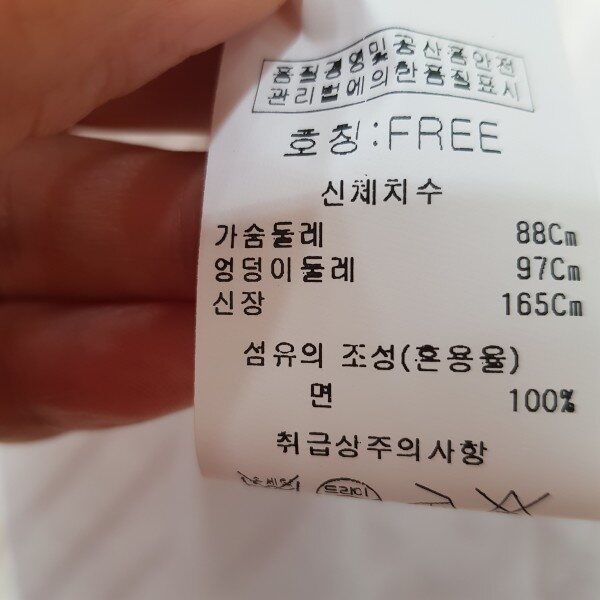 품질경영및공산품안전
관리법에의한품질표시
호칭:FREE
신체치수
가슴둘레 88Cm
엉덩이둘레 97Cm
신장 165Cm
섬유의 조성(혼용율)
면 100%
취급상주의사항
드라이